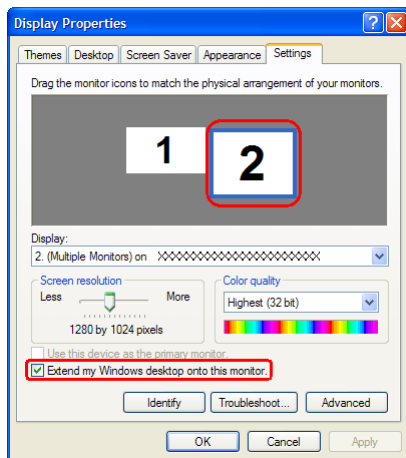 Display Properties
Themes Desktop Screen Saver Appearance Settings
Drag the monitor icons to match the physical arrangement of your monitors.
1 2
Display:
2. (Multiple Monitors) on XXXXXXXXXXXXXXXXXXXXXXXX
Screen resolution
Less More
1280 by 1024 pixels
Color quality
Highest (32 bit)
Use this device as the primary monitor.
Extend my Windows desktop onto this monitor.
Identify Troubleshoot... Advanced
OK Cancel Apply